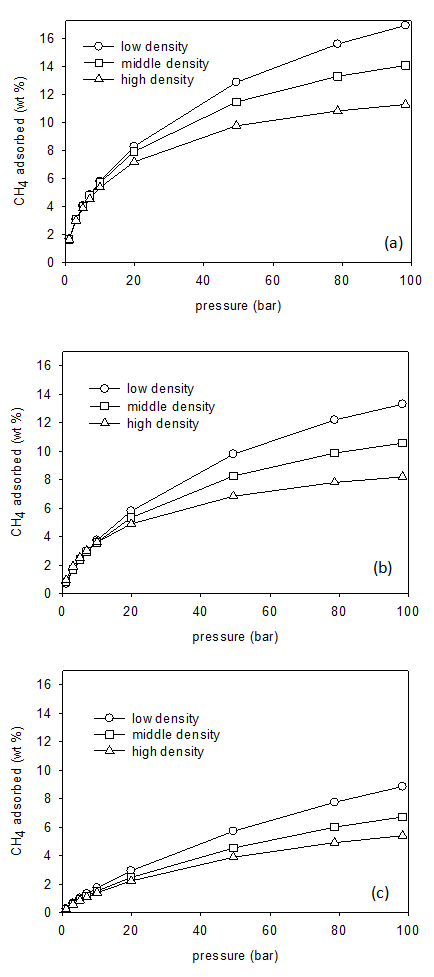 16
14
12
10
8
6
4
2
0
CH4 adsorbed (wt %)
low density
middle density
high density
(a)
0 20 40 60 80 100
pressure (bar)
16
14
12
10
8
6
4
2
0
CH4 adsorbed (wt %)
low density
middle density
high density
(b)
0 20 40 60 80 100
pressure (bar)
16
14
12
10
8
6
4
2
0
CH4 adsorbed (wt %)
low density
middle density
high density
(c)
0 20 40 60 80 100
pressure (bar)